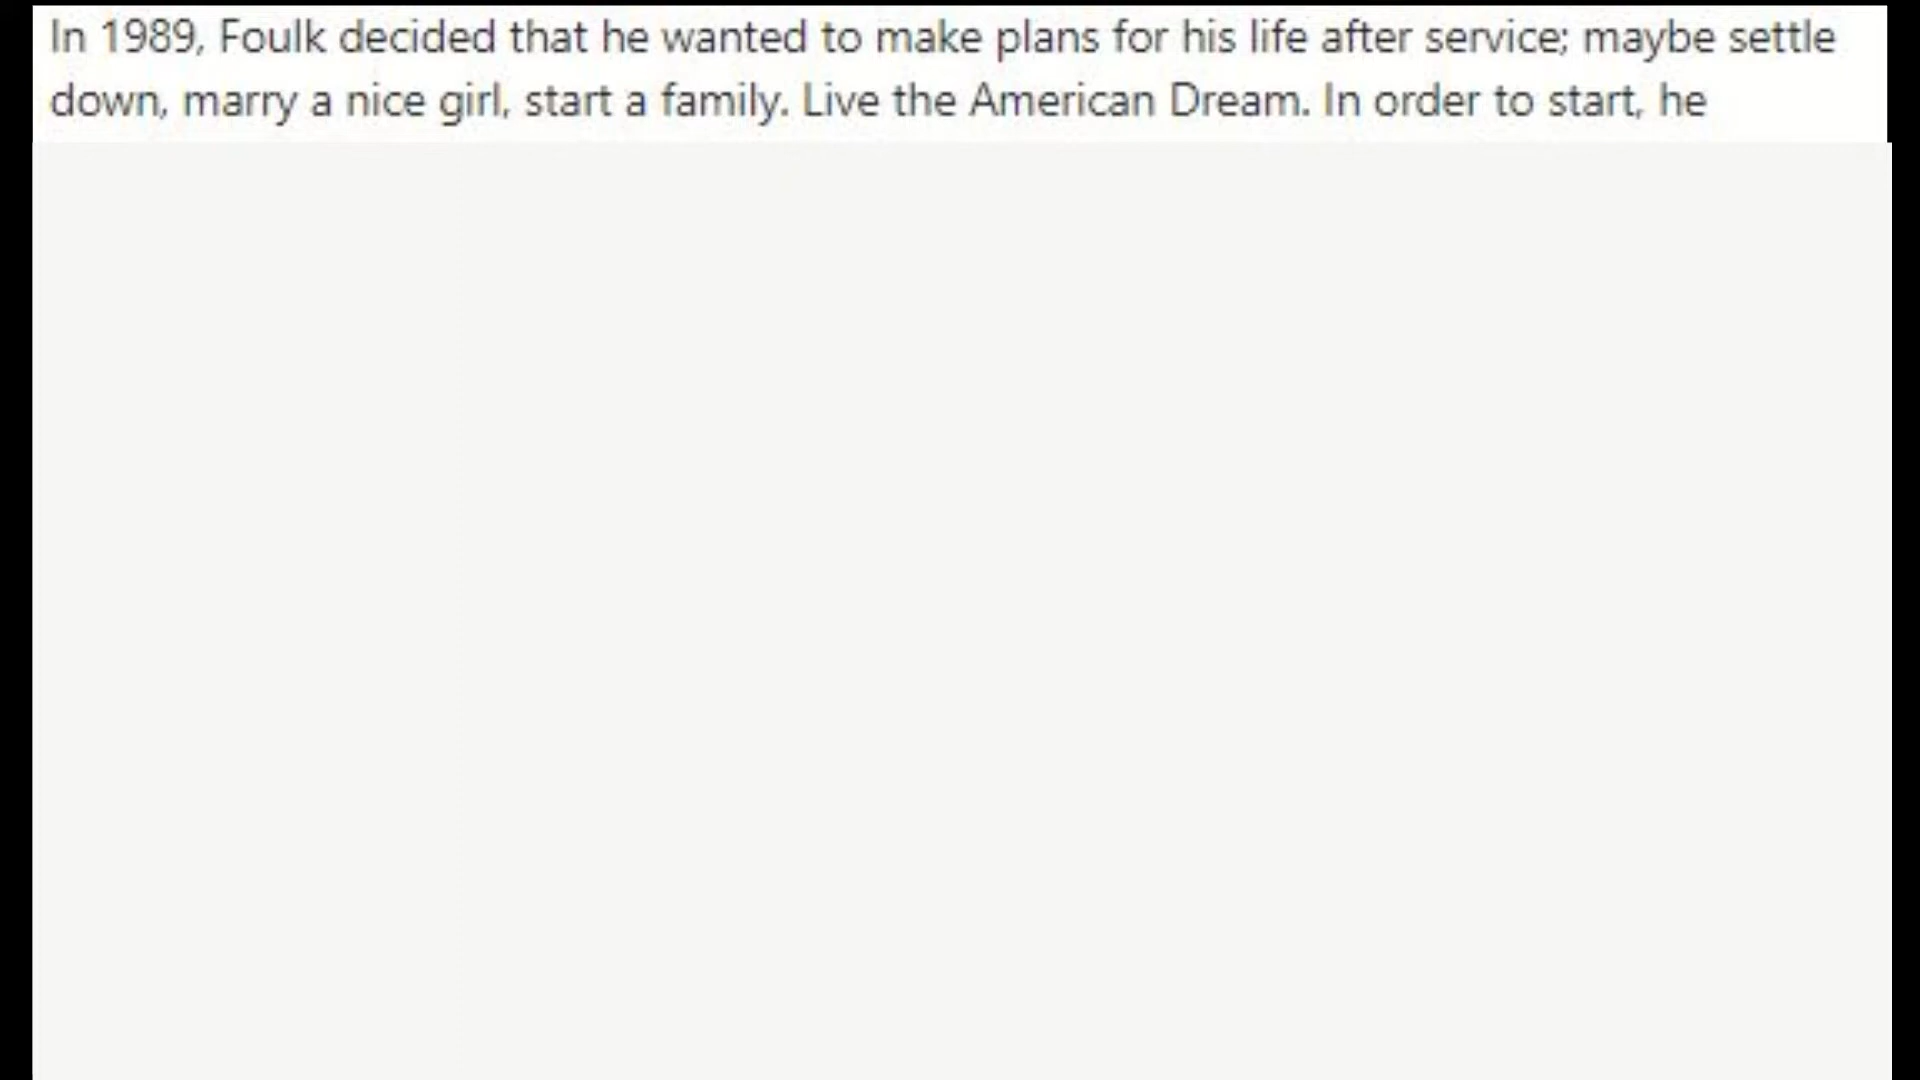 In 1989, Foulk decided that he wanted to make plans for his life after service; maybe settle
down, marry a nice girl, start a family. Live the American Dream. In order to start, he